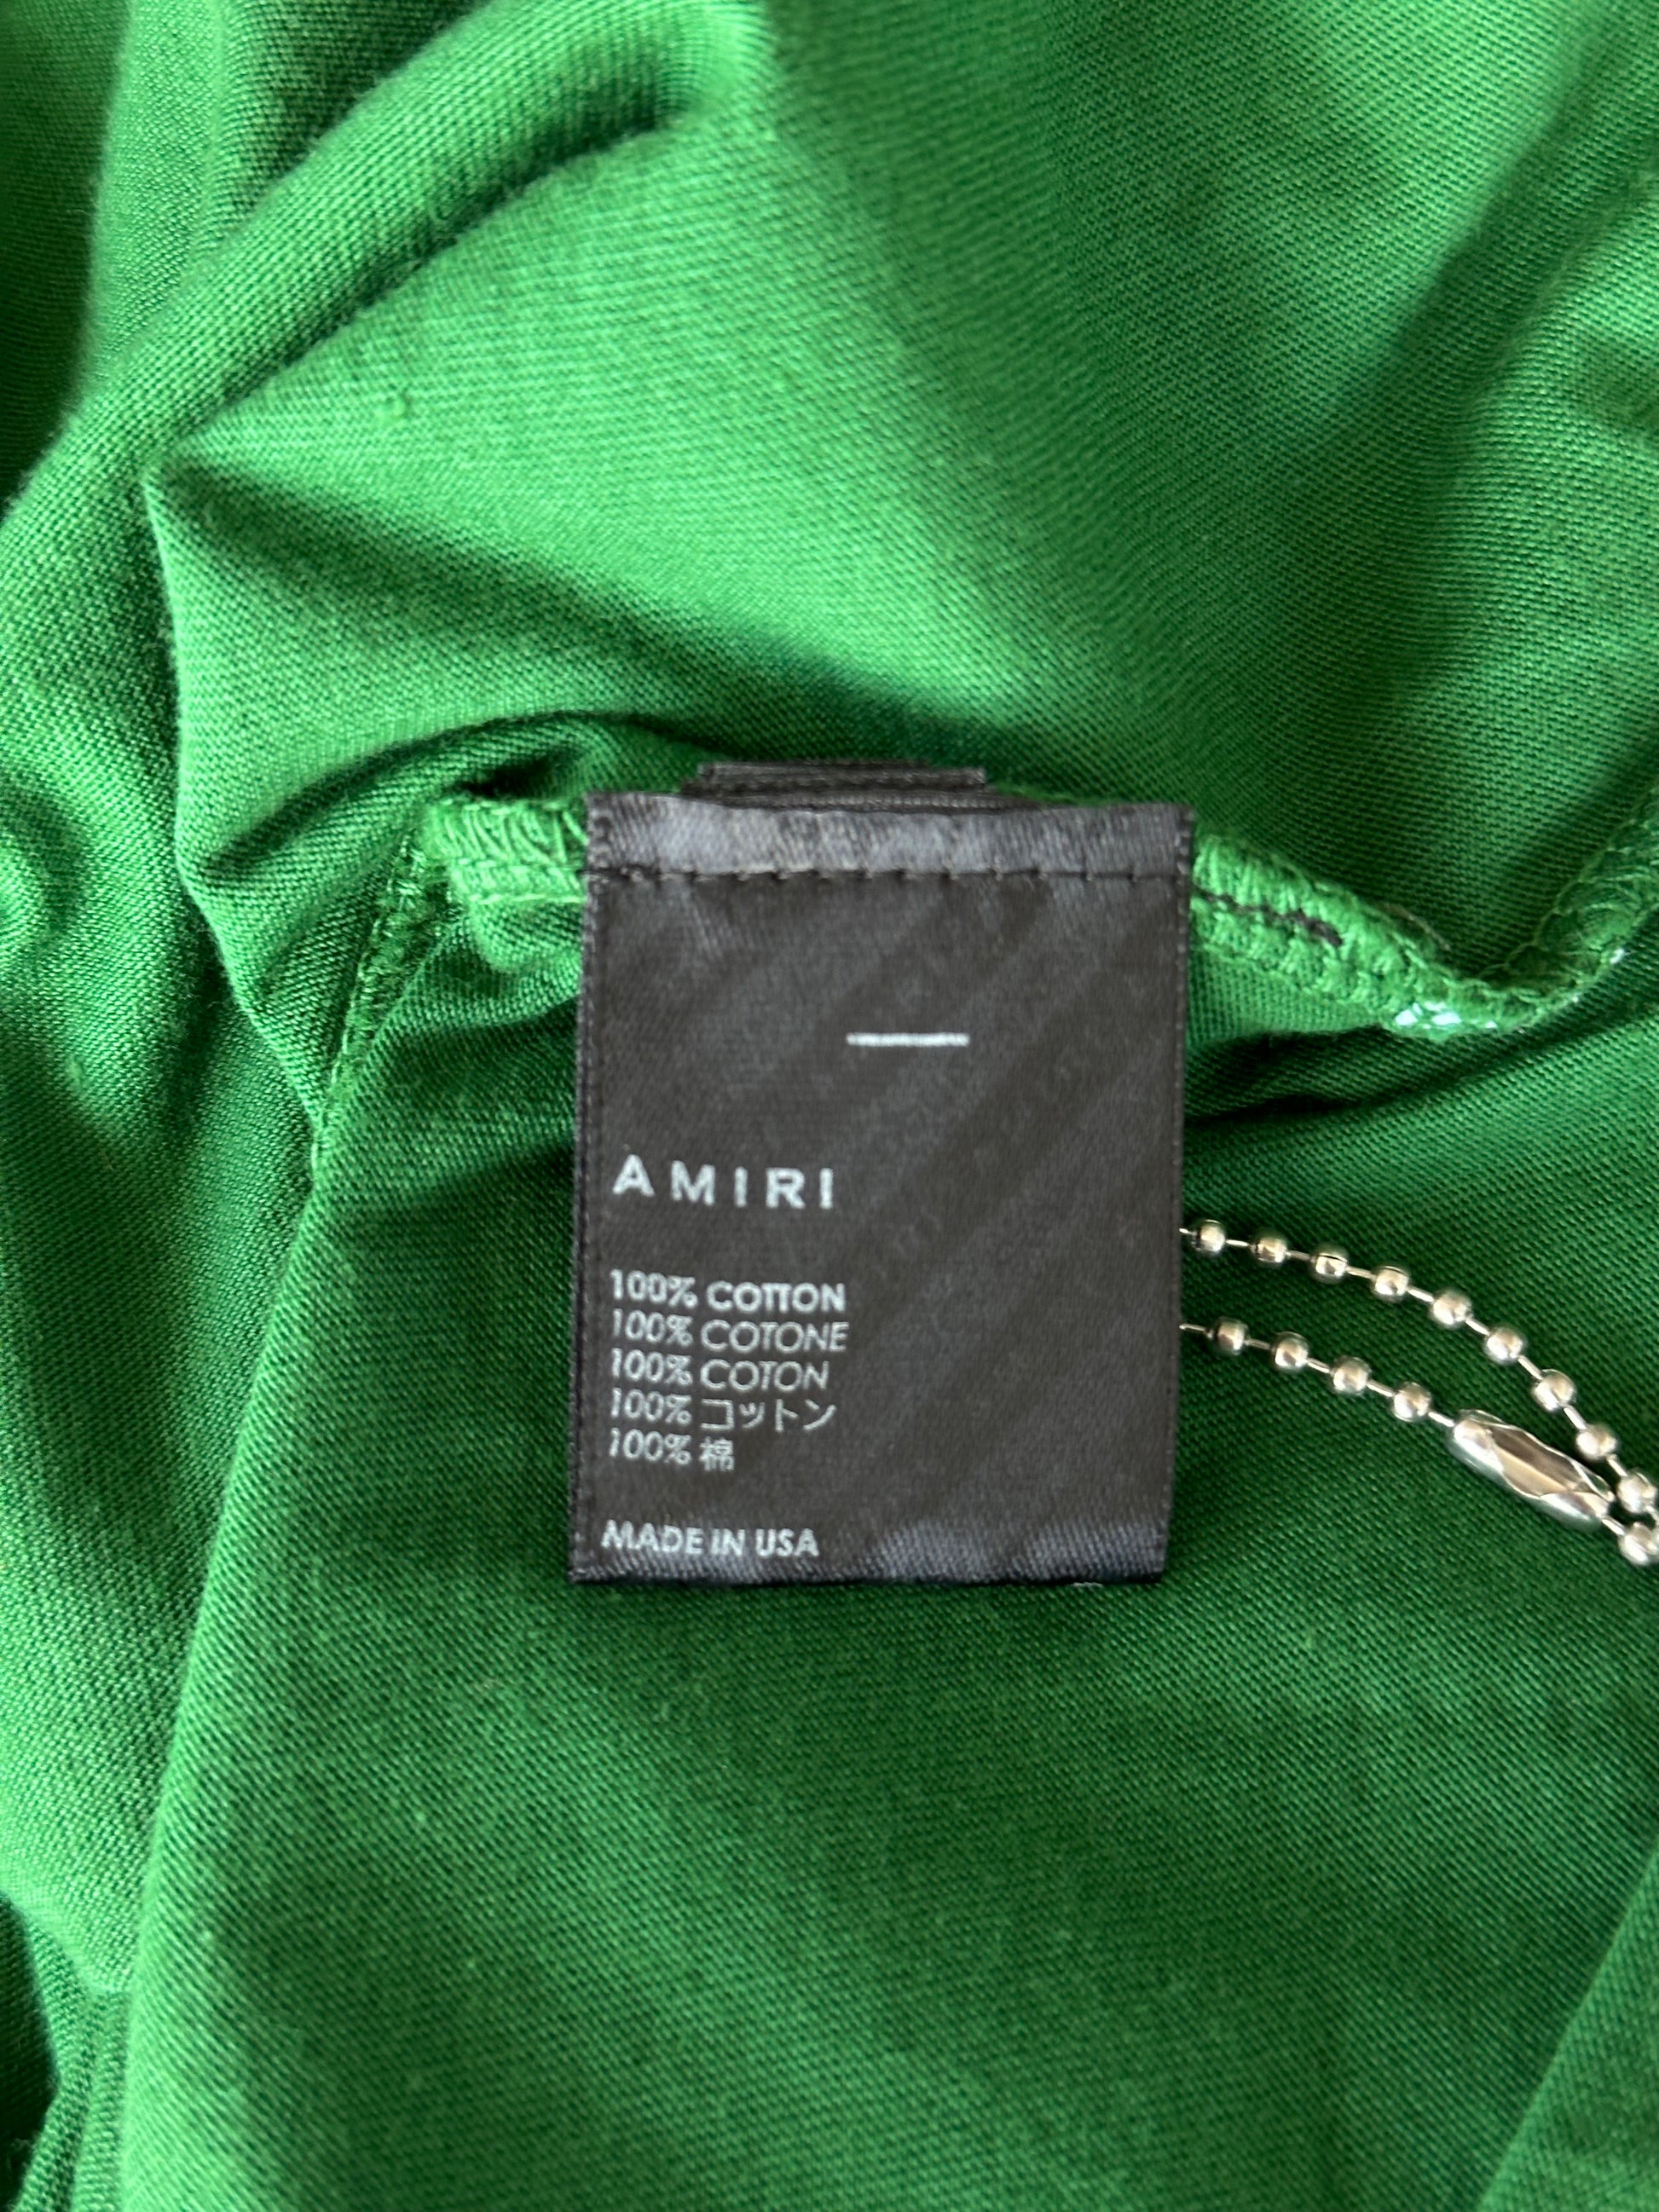 AMIRI
100% COTTON
100% COTONE
100% COTON
100% コットン
100% 棉
MADE IN USA